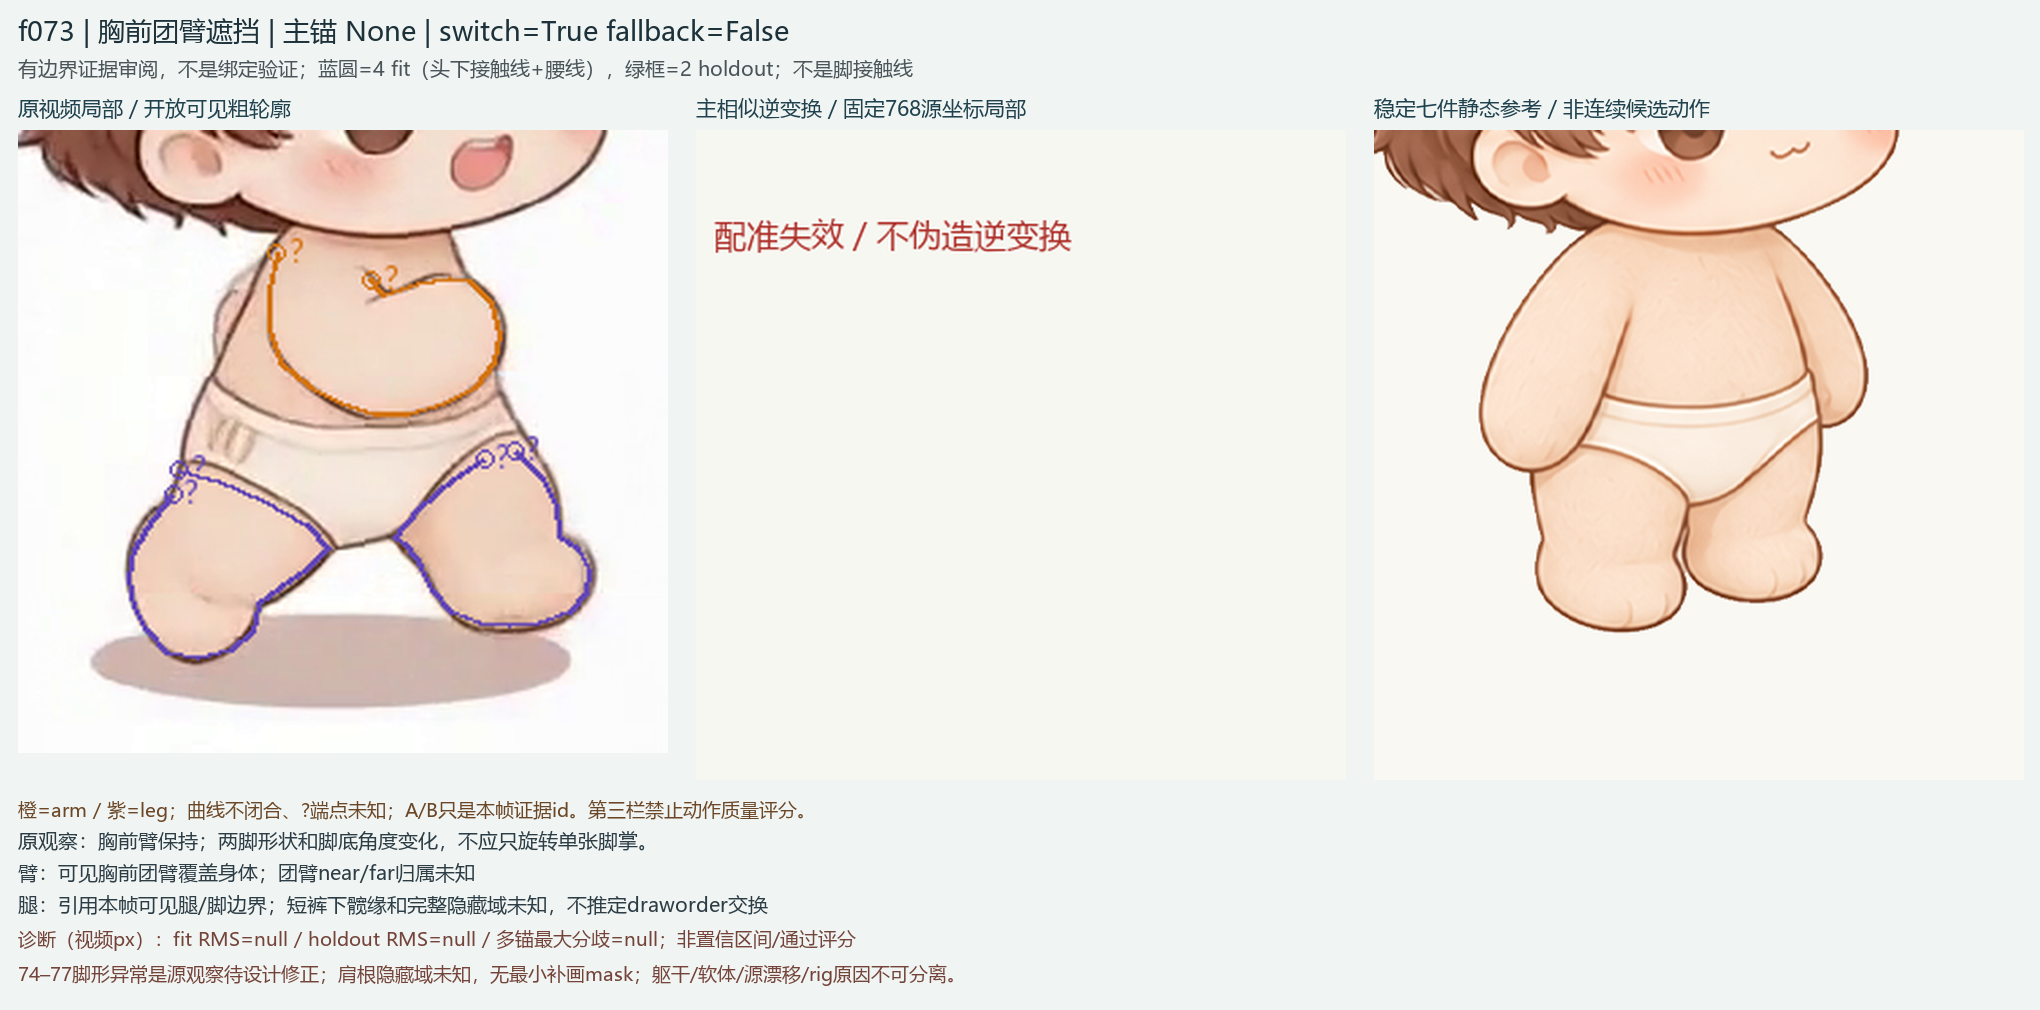 f073 | 胸前团臂遮挡 | 主锚 None | switch=True fallback=False
有边界证据审阅，不是绑定验证；蓝圆=4 fit（头下接触线+腰线），绿框=2 holdout；不是脚接触线
原视频局部 / 开放可见粗轮廓
主相似逆变换 / 固定768源坐标局部
稳定七件静态参考 / 非连续候选动作
?
?
配准失效 / 不伪造逆变换
?
?
?
?
橙=arm / 紫=leg；曲线不闭合、?端点未知；A/B只是本帧证据id。第三栏禁止动作质量评分。
原观察：胸前臂保持；两脚形状和脚底角度变化，不应只旋转单张脚掌。
臂：可见胸前团臂覆盖身体；团臂near/far归属未知
腿：引用本帧可见腿/脚边界；短裤下髋缘和完整隐藏域未知，不推定draworder交换
诊断（视频px）：fit RMS=null / holdout RMS=null / 多锚最大分歧=null；非置信区间/通过评分
74–77脚形异常是源观察待设计修正；肩根隐藏域未知，无最小补画mask；躯干/软体/源漂移/rig原因不可分离。